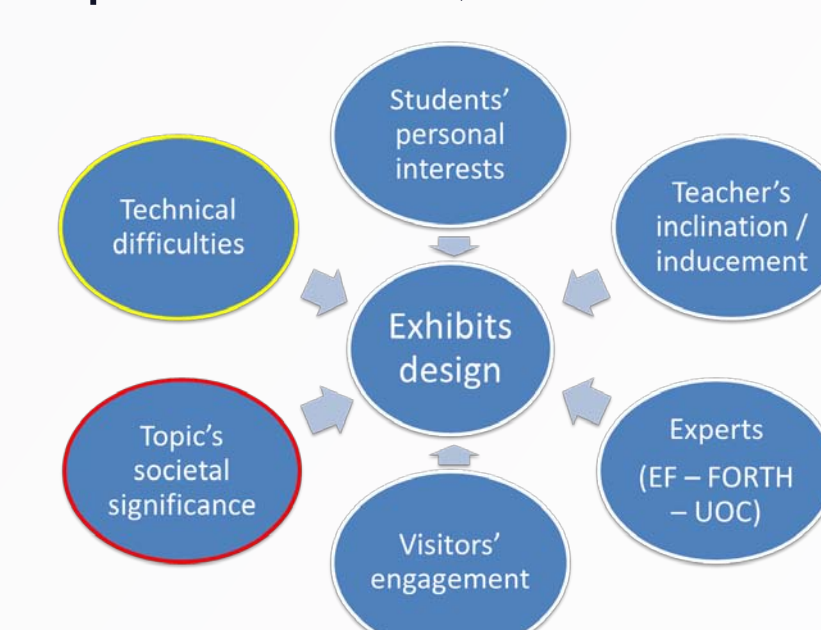 Students’
personal
interests
Technical
difficulties
Teacher’s
inclination /
inducement
Exhibits
design
Topic’s
societal
significance
Experts
(EF – FORTH
– UOC)
Visitors’
engagement